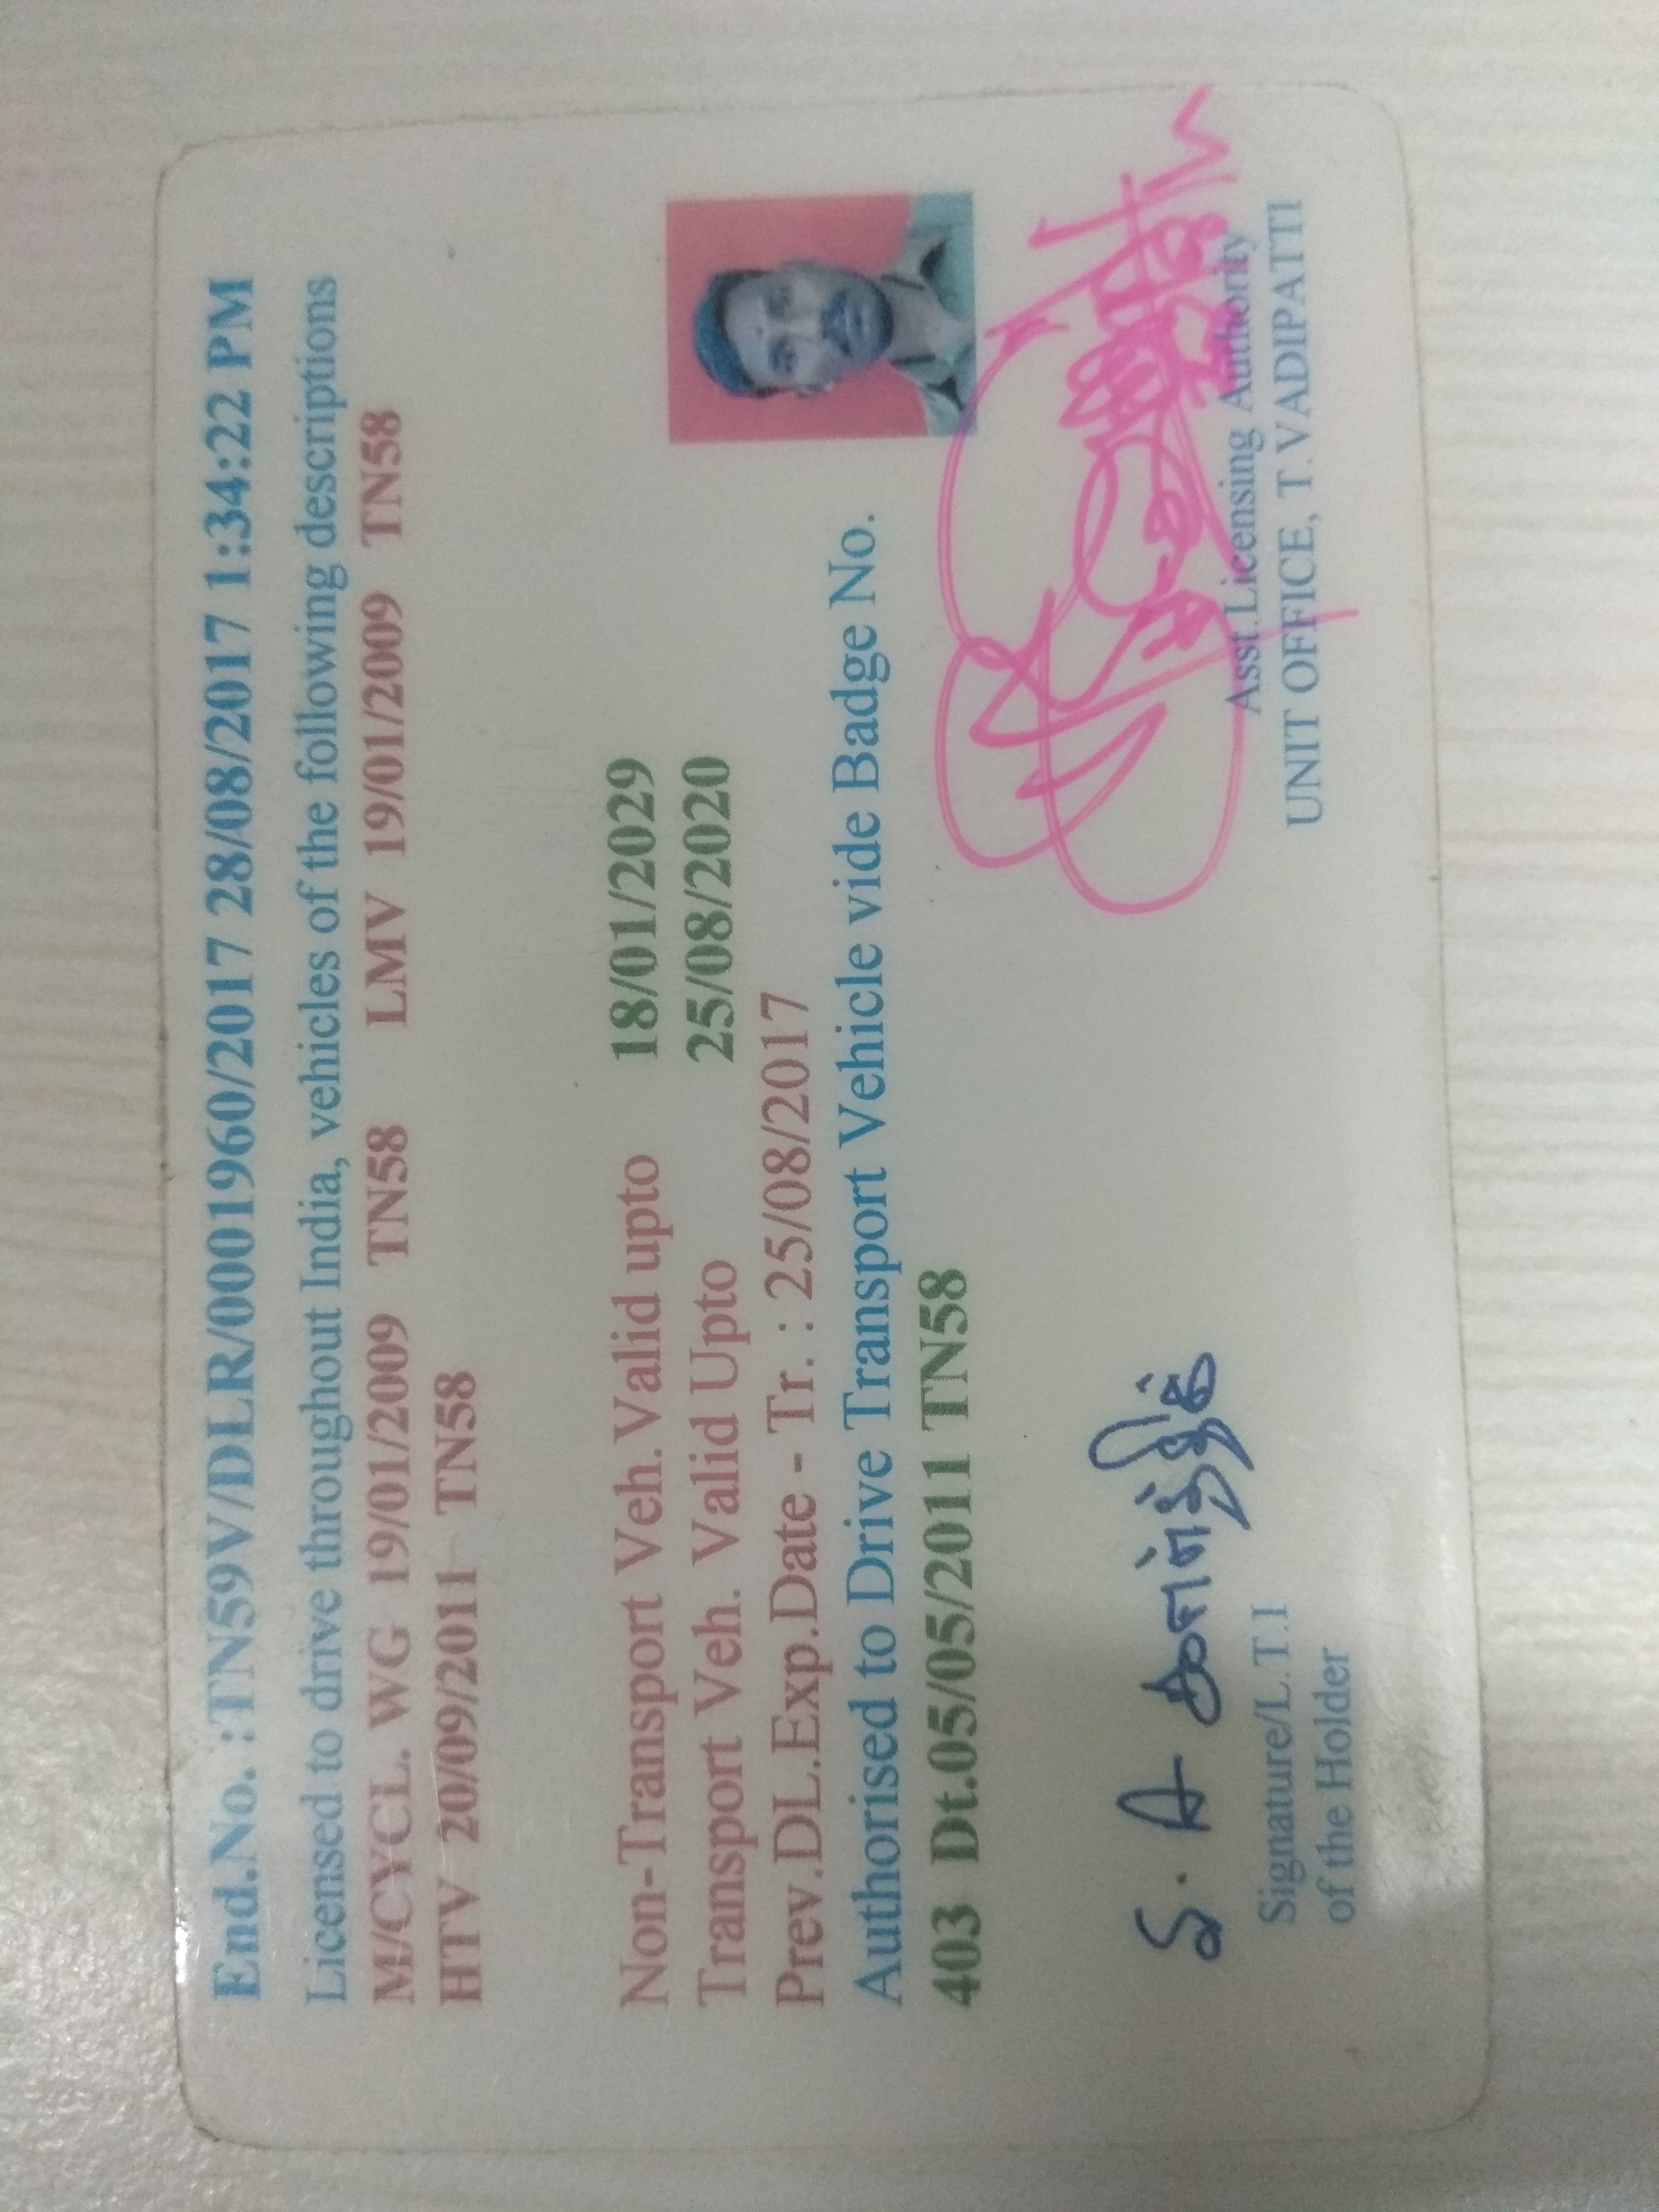 End.No. :TN59V/DLR/0001960/2017 28/08/2017 1:34:22 PM
Licensed to drive throughout India, vehicles of the following descriptions
M/CYCL. WG 19/01/2009 TN58 LMV 19/01/2009 TN58
HTV 20/09/2011 TN58
Non-Transport Veh.Valid upto 18/01/2029
Transport Veh. Valid Upto 25/08/2020
Prev.DL.Exp.Date - Tr. : 25/08/2017
Authorised to Drive Transport Vehicle vide Badge No.
403 Dt.05/05/2011 TN58
Signature/L.T.I
of the Holder
Asst.Licensing Authority
UNIT OFFICE, T.VADIPATTI